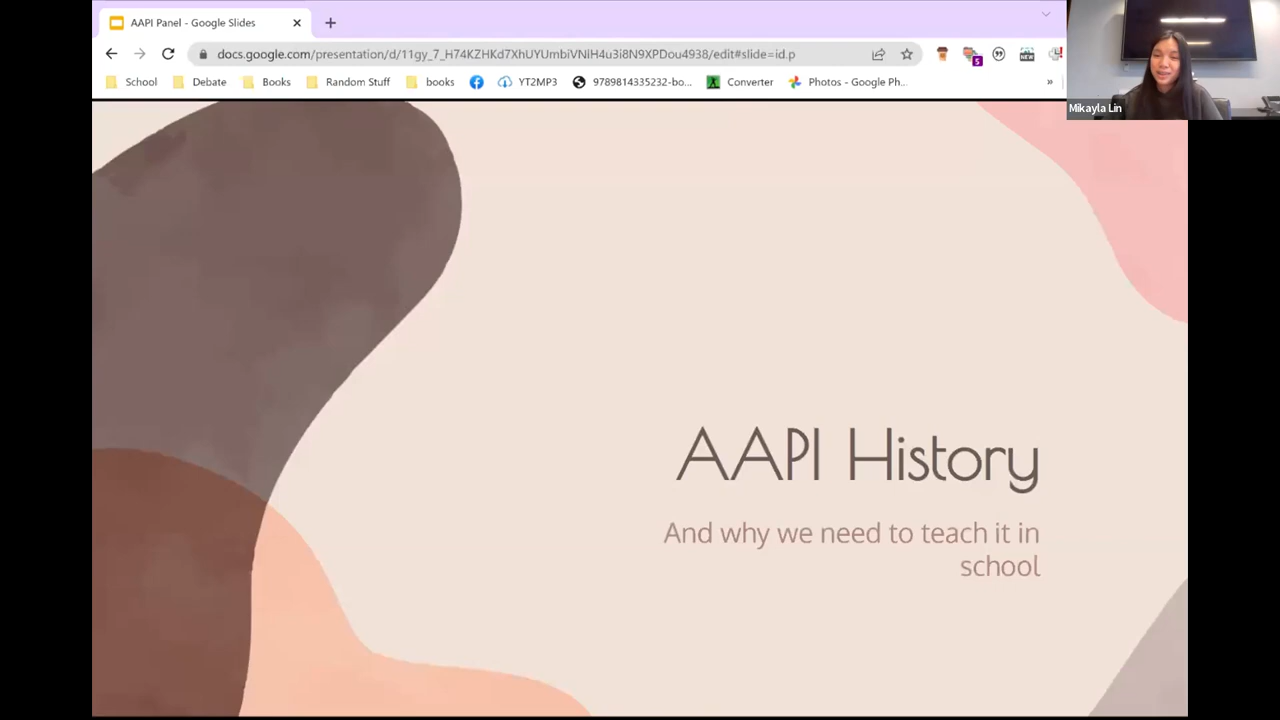 AAPI Panel - Google Slides
docs.google.com/presentation/d/11gy_7_H74KZHKd7XhUYUmbiVNiH4u3i8N9XPDou4938/edit#slide=id.p
5
NEW
School Debate Books Random Stuff books YT2MP3 9789814335232-bo... Converter Photos - Google Ph... »
Mikayla Lin
AAPI History
And why we need to teach it in
school